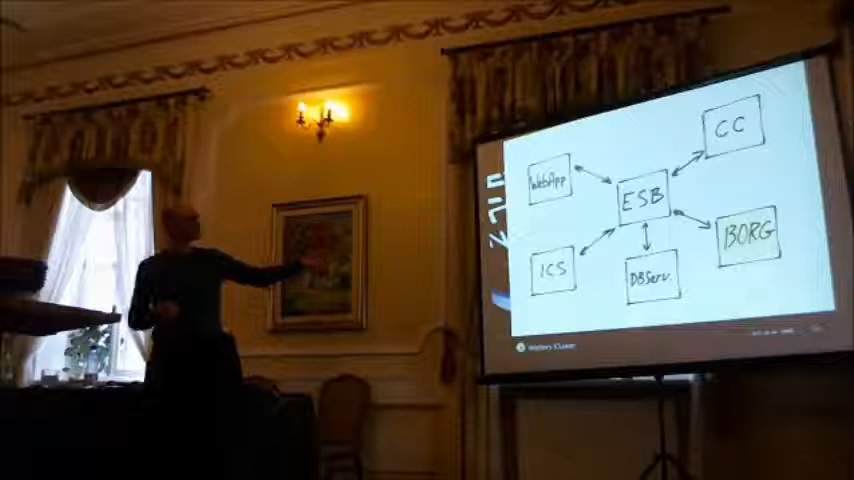 CC
WebApp
ESB
BORG
ICS
DBServ.